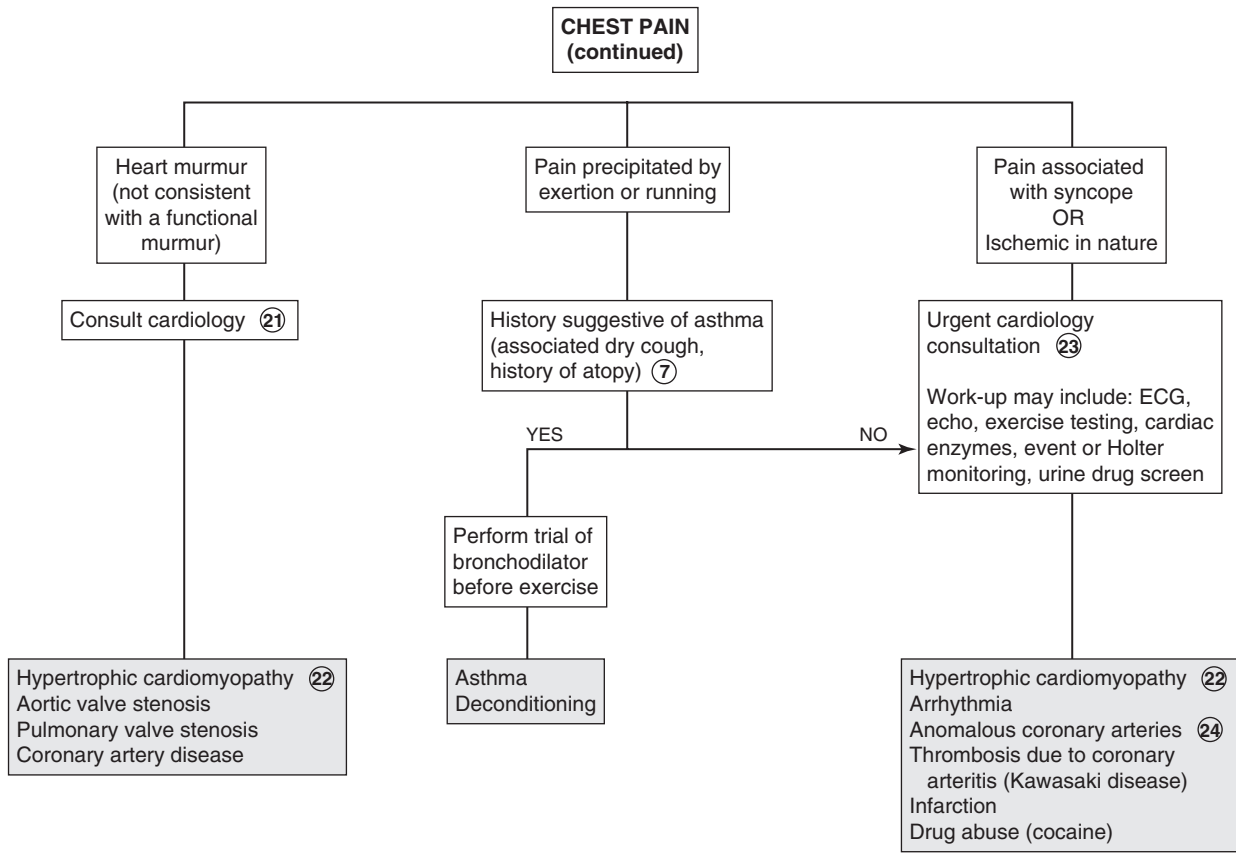 CHEST PAIN
(continued)
Heart murmur
(not consistent
with a functional
murmur)
Pain precipitated by
exertion or running
Pain associated
with syncope
OR
Ischemic in nature
Consult cardiology 21
History suggestive of asthma
(associated dry cough,
history of atopy) 7
Urgent cardiology
consultation 23
Work-up may include: ECG,
echo, exercise testing, cardiac
enzymes, event or Holter
monitoring, urine drug screen
YES
NO
Perform trial of
bronchodilator
before exercise
Hypertrophic cardiomyopathy 22
Aortic valve stenosis
Pulmonary valve stenosis
Coronary artery disease
Asthma
Deconditioning
Hypertrophic cardiomyopathy 22
Arrhythmia
Anomalous coronary arteries 24
Thrombosis due to coronary
arteritis (Kawasaki disease)
Infarction
Drug abuse (cocaine)